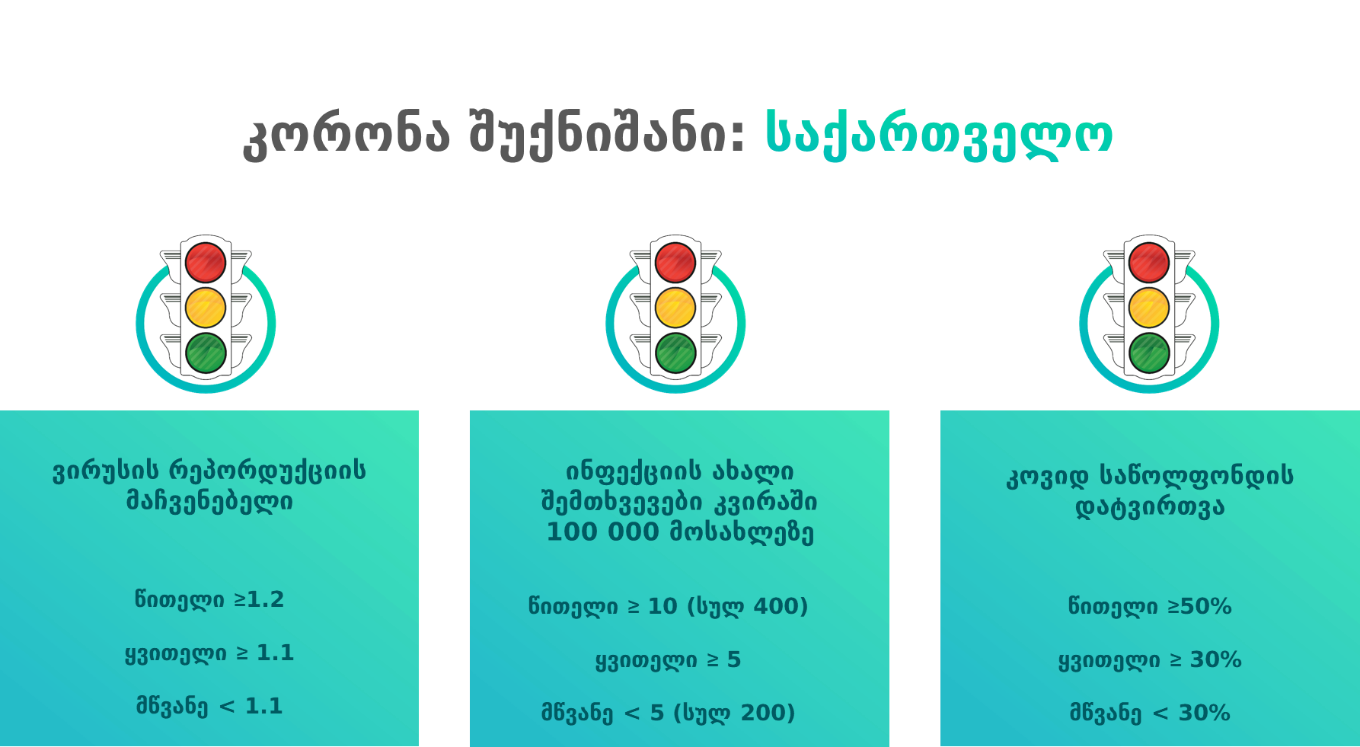 კორონა შუქნიშანი: საქართველო
ვირუსის რეპორდუქციის
მაჩვენებელი
წითელი ≥1.2
ყვითელი ≥ 1.1
მწვანე < 1.1
ინფექციის ახალი
შემთხვევები კვირაში
100 000 მოსახლეზე
წითელი ≥ 10 (სულ 400)
ყვითელი ≥ 5
მწვანე < 5 (სულ 200)
კოვიდ საწოლფონდის
დატვირთვა
წითელი ≥50%
ყვითელი ≥ 30%
მწვანე < 30%